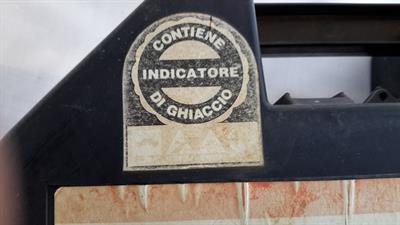 CONTIENE
INDICATORE
DI GHIACCIO